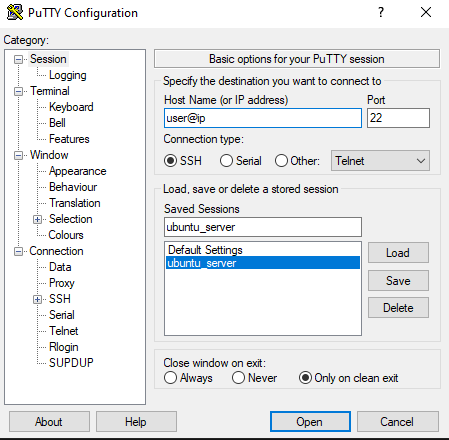 PuTTY Configuration
?
Category:
Session
Logging
Terminal
Keyboard
Bell
Features
Window
Appearance
Behaviour
Translation
Selection
Colours
Connection
Data
Proxy
SSH
Serial
Telnet
Rlogin
SUPDUP
Basic options for your PuTTY session
Specify the destination you want to connect to
Host Name (or IP address) Port
user@ip 22
Connection type:
SSH Serial Other: Telnet
Load, save or delete a stored session
Saved Sessions
ubuntu_server
Default Settings
ubuntu_server
Load
Save
Delete
Close window on exit:
Always Never Only on clean exit
About Help Open Cancel